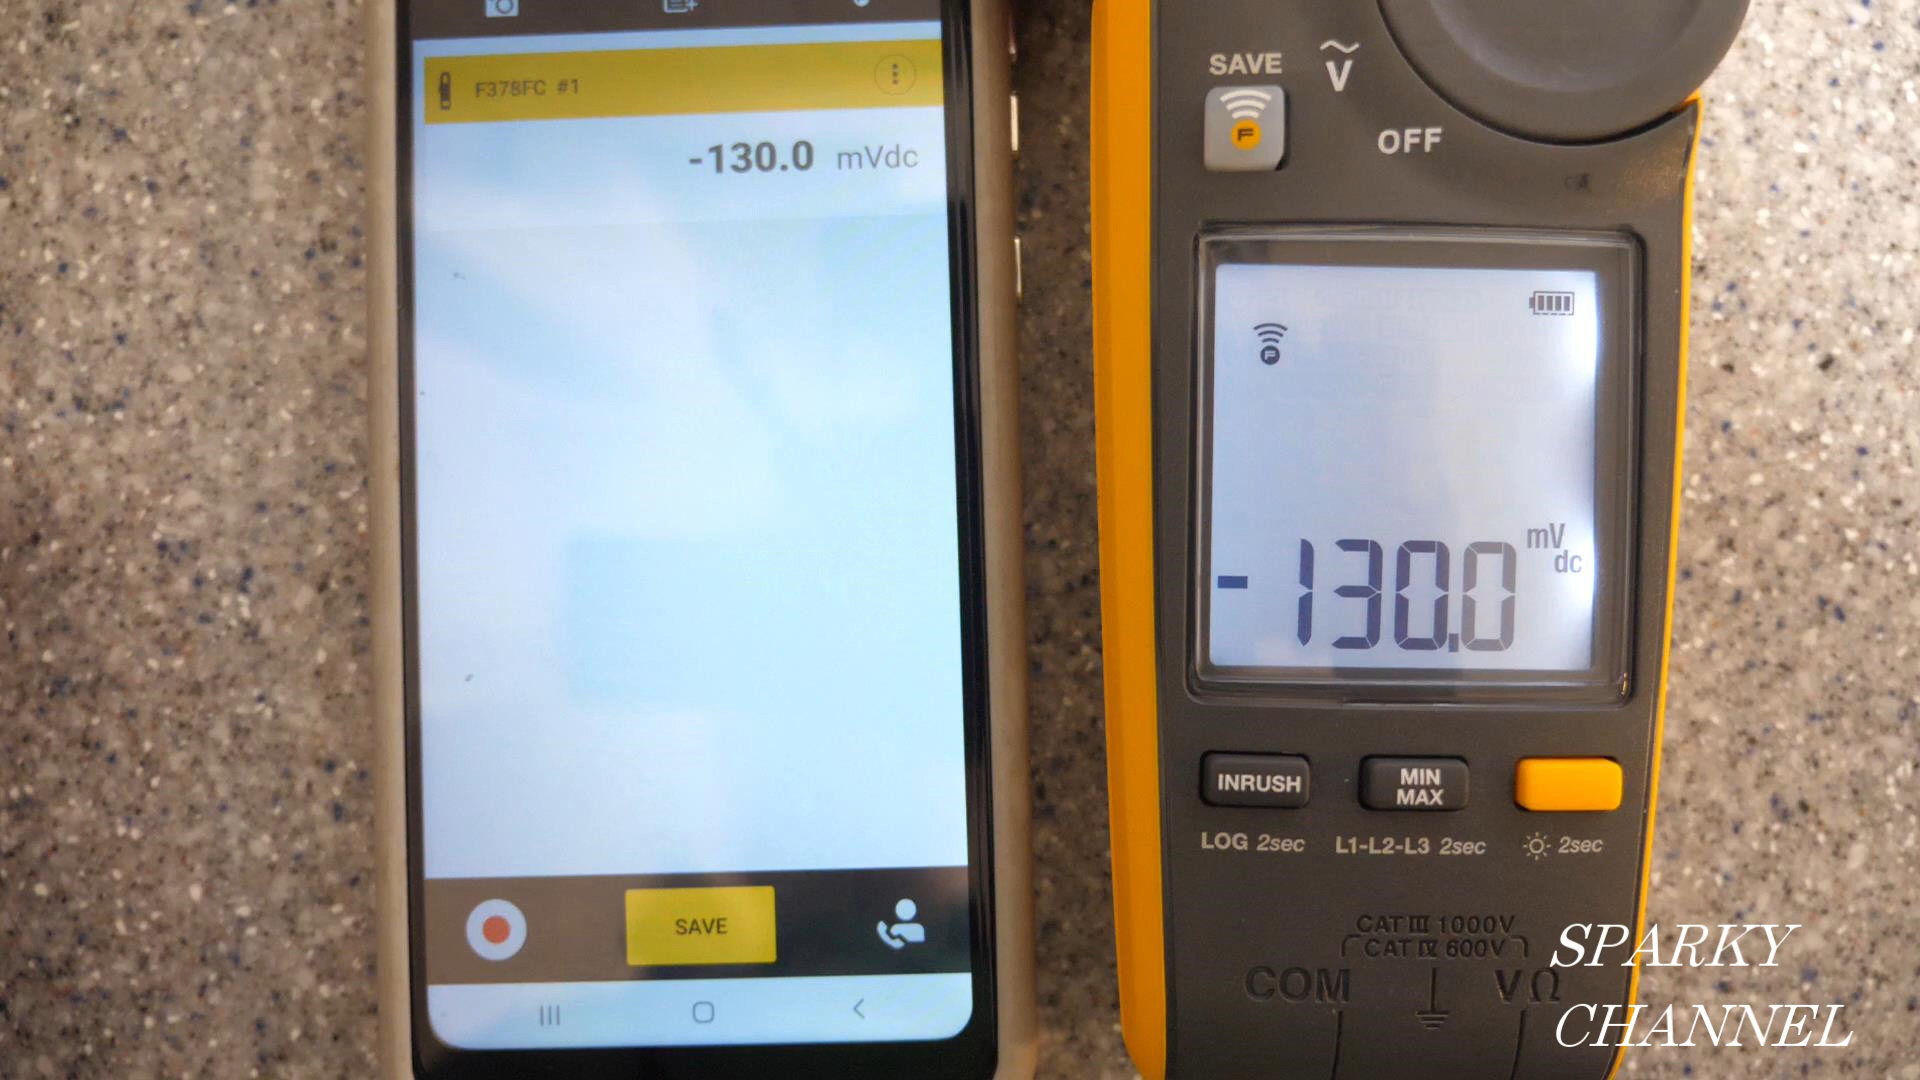 F378FC #1
-130.0 mVdc
SAVE
SAVE
V
F
OFF
F
-130.0 mV dc
INRUSH
MIN
MAX
LOG 2sec
L1-L2-L3 2sec
2sec
CAT III 1000V
CAT IV 600V
COM
VΩ
SPARKY
CHANNEL